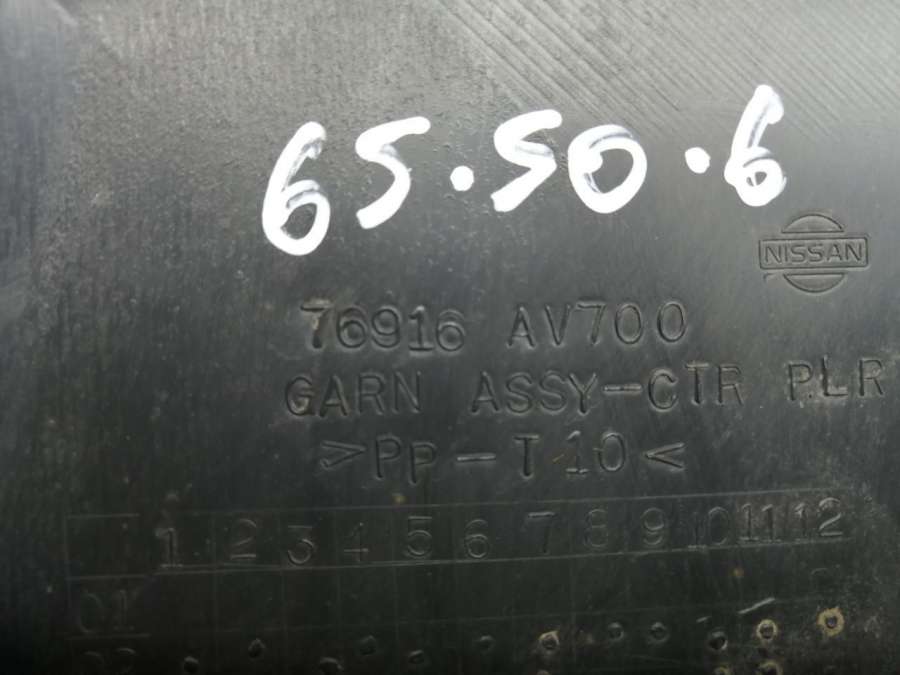 65.50.6
NISSAN
76916 AV700
GARN ASSY-CTR PLR
>PP-T10<
1 2 3 4 5 6 7 8 9 10 11 12
01